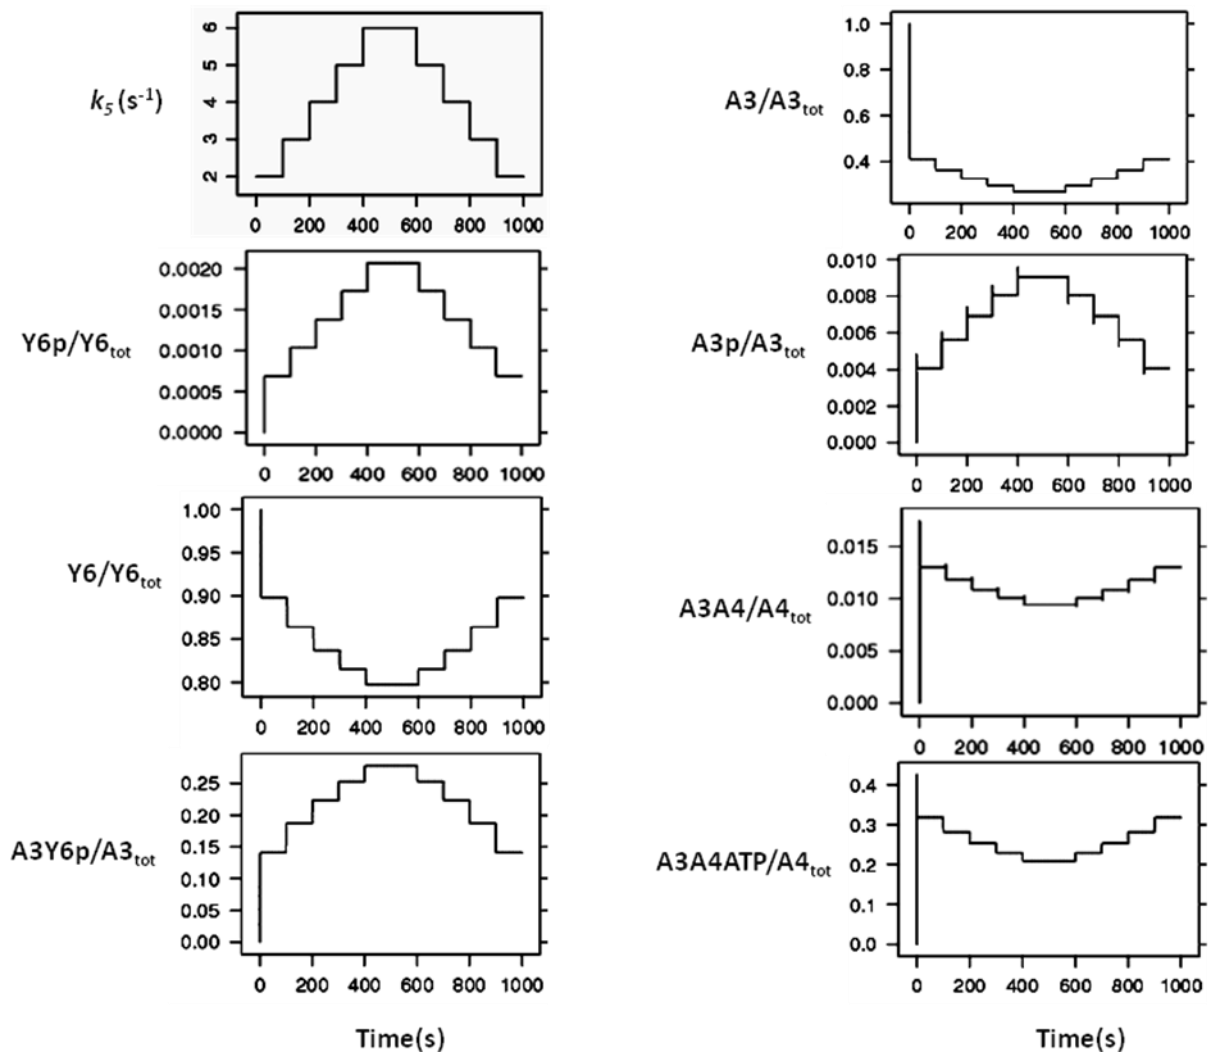 k₅ (s⁻¹)
6
5
4
3
2
0 200 400 600 800 1000
Y6p/Y6tot
0.0020
0.0015
0.0010
0.0005
0.0000
0 200 400 600 800 1000
Y6/Y6tot
1.00
0.95
0.90
0.85
0.80
0 200 400 600 800 1000
A3Y6p/A3tot
0.25
0.20
0.15
0.10
0.05
0.00
0 200 400 600 800 1000
Time(s)
A3/A3tot
1.0
0.8
0.6
0.4
0 200 400 600 800 1000
A3p/A3tot
0.010
0.008
0.006
0.004
0.002
0.000
0 200 400 600 800 1000
A3A4/A4tot
0.015
0.010
0.005
0.000
0 200 400 600 800 1000
A3A4ATP/A4tot
0.4
0.3
0.2
0.1
0.0
0 200 400 600 800 1000
Time(s)